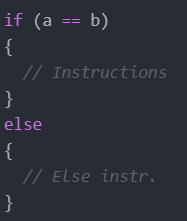 if (a == b)
{
  // Instructions
}
else
{
  // Else instr.
}